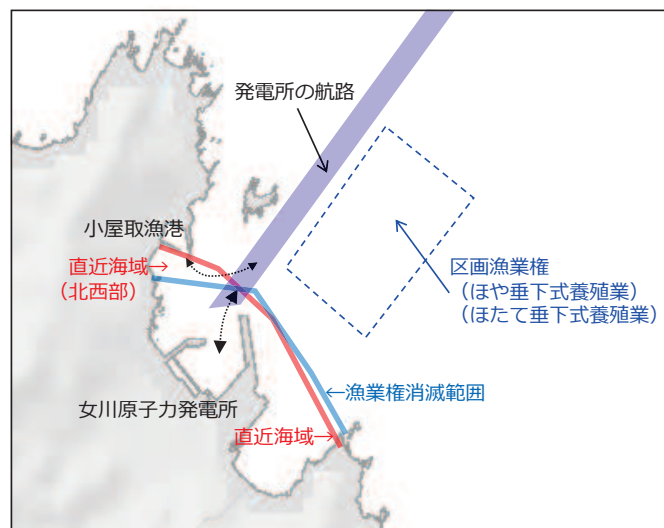 発電所の航路
小屋取漁港
直近海域→
（北西部）
区画漁業権
（ほや垂下式養殖業）
（ほたて垂下式養殖業）
←漁業権消滅範囲
女川原子力発電所
直近海域→